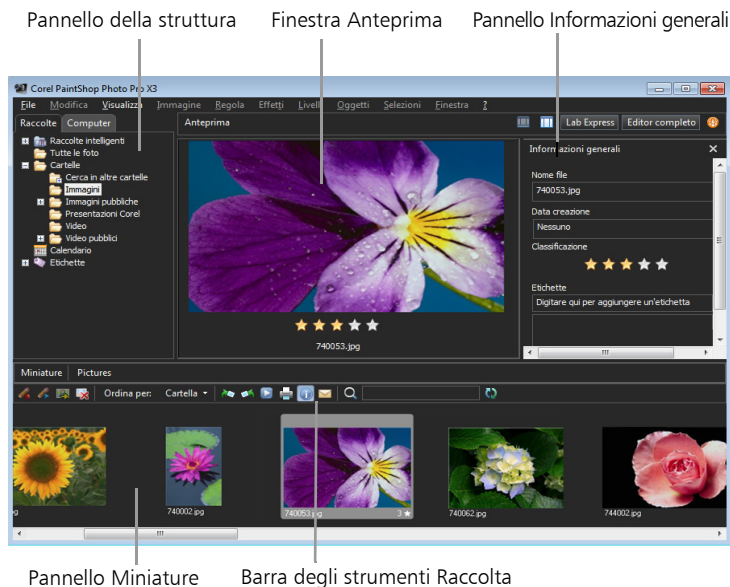 Pannello della struttura
Finestra Anteprima
Pannello Informazioni generali
Corel PaintShop Photo Pro X3
File Modifica Visualizza Immagine Regola Effetti Livelli Oggetti Selezioni Finestra ?
Raccolte Computer
Anteprima
Lab Express Editor completo
Raccolte intelligenti
Tutte le foto
Cartelle
Cerca in altre cartelle
Immagini
Immagini pubbliche
Presentazioni Corel
Video
Video pubblici
Calendario
Etichette
740053.jpg
Informazioni generali
Nome file
740053.jpg
Data creazione
Nessuno
Classificazione
Etichette
Digitare qui per aggiungere un'etichetta
Miniature Pictures
Ordina per: Cartella
740002.jpg
740053.jpg 3
740062.jpg
744002.jpg
Pannello Miniature
Barra degli strumenti Raccolta